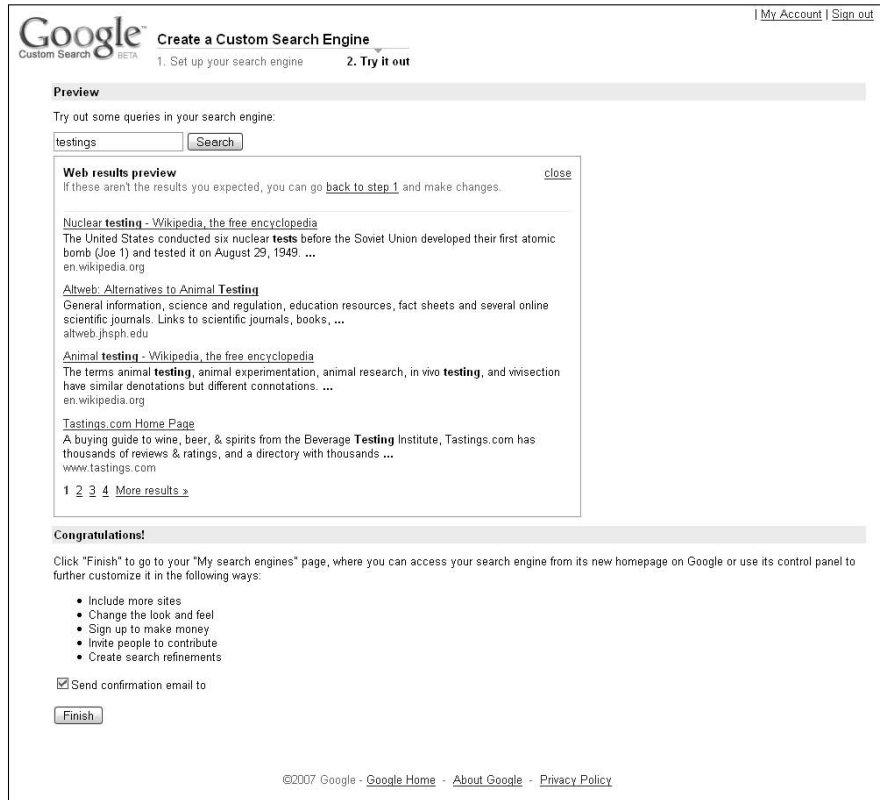 | My Account | Sign out
Google™
Custom Search BETA
Create a Custom Search Engine
1. Set up your search engine 2. Try it out
Preview
Try out some queries in your search engine:
testings Search
Web results preview close
If these aren't the results you expected, you can go back to step 1 and make changes.
Nuclear testing - Wikipedia, the free encyclopedia
The United States conducted six nuclear tests before the Soviet Union developed their first atomic
bomb (Joe 1) and tested it on August 29, 1949. ...
en.wikipedia.org
Altweb: Alternatives to Animal Testing
General information, science and regulation, education resources, fact sheets and several online
scientific journals. Links to scientific journals, books, ...
altweb.jhsph.edu
Animal testing - Wikipedia, the free encyclopedia
The terms animal testing, animal experimentation, animal research, in vivo testing, and vivisection
have similar denotations but different connotations. ...
en.wikipedia.org
Tastings.com Home Page
A buying guide to wine, beer, & spirits from the Beverage Testing Institute, Tastings.com has
thousands of reviews & ratings, and a directory with thousands ...
www.tastings.com
1 2 3 4 More results »
Congratulations!
Click "Finish" to go to your "My search engines" page, where you can access your search engine from its new homepage on Google or use its control panel to
further customize it in the following ways:
• Include more sites
• Change the look and feel
• Sign up to make money
• Invite people to contribute
• Create search refinements
Send confirmation email to
Finish
©2007 Google - Google Home - About Google - Privacy Policy